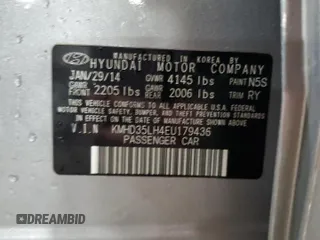 MANUFACTURED IN KOREA BY
HYUNDAI MOTOR COMPANY
JAN/29/14 GVWR 4145 lbs PAINT N5S
GAWR FRONT 2205 lbs GAWR REAR 2006 lbs TRIM RY
THIS VEHICLE CONFORMS TO ALL APPLICABLE
FEDERAL MOTOR VEHICLE SAFETY, BUMPER, AND
THEFT PREVENTION STANDARDS IN EFFECT ON
THE DATE OF MANUFACTURE SHOWN ABOVE.
V.I.N KMHD35LH4EU179436
PASSENGER CAR
DREAMBID